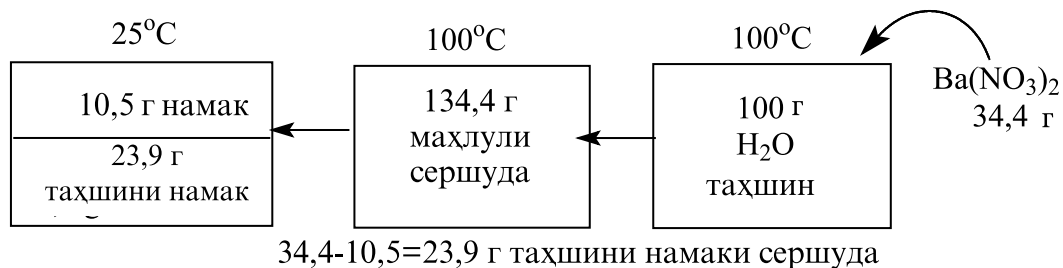 25°C
100°C
100°C
10,5 г намак
23,9 г
таҳшини намак
134,4 г
маҳлули
сершуда
100 г
H₂O
таҳшин
Ba(NO₃)₂
34,4 г
34,4-10,5=23,9 г таҳшини намаки сершуда